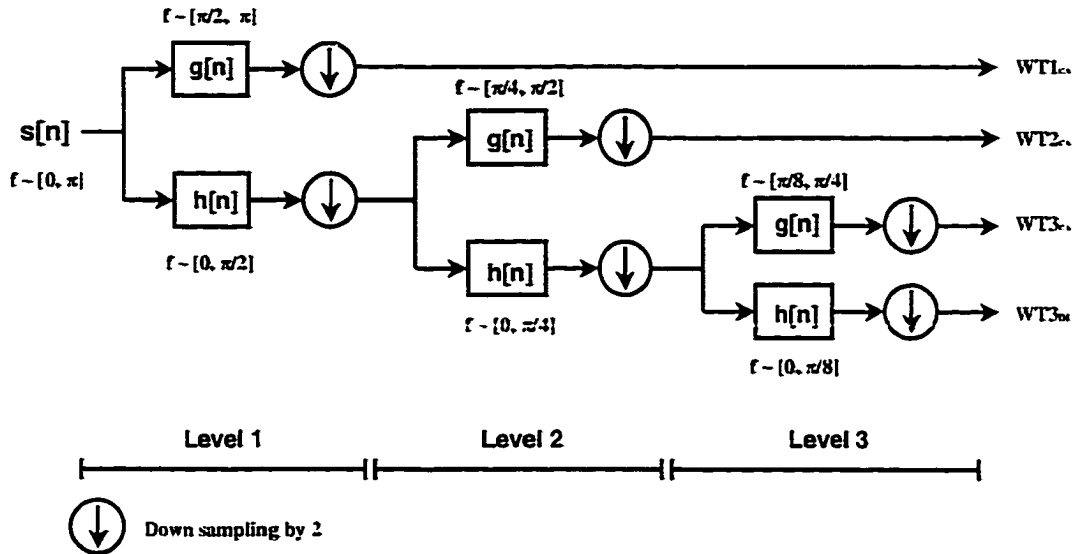 f ~ [π/2, π]
g[n]
WT1
f ~ [π/4, π/2]
s[n]
g[n]
WT2
f ~ [0, π]
f ~ [π/8, π/4]
h[n]
g[n]
WT3
f ~ [0, π/2]
h[n]
h[n]
WT3
f ~ [0, π/4]
f ~ [0, π/8]
Level 1
Level 2
Level 3
Down sampling by 2